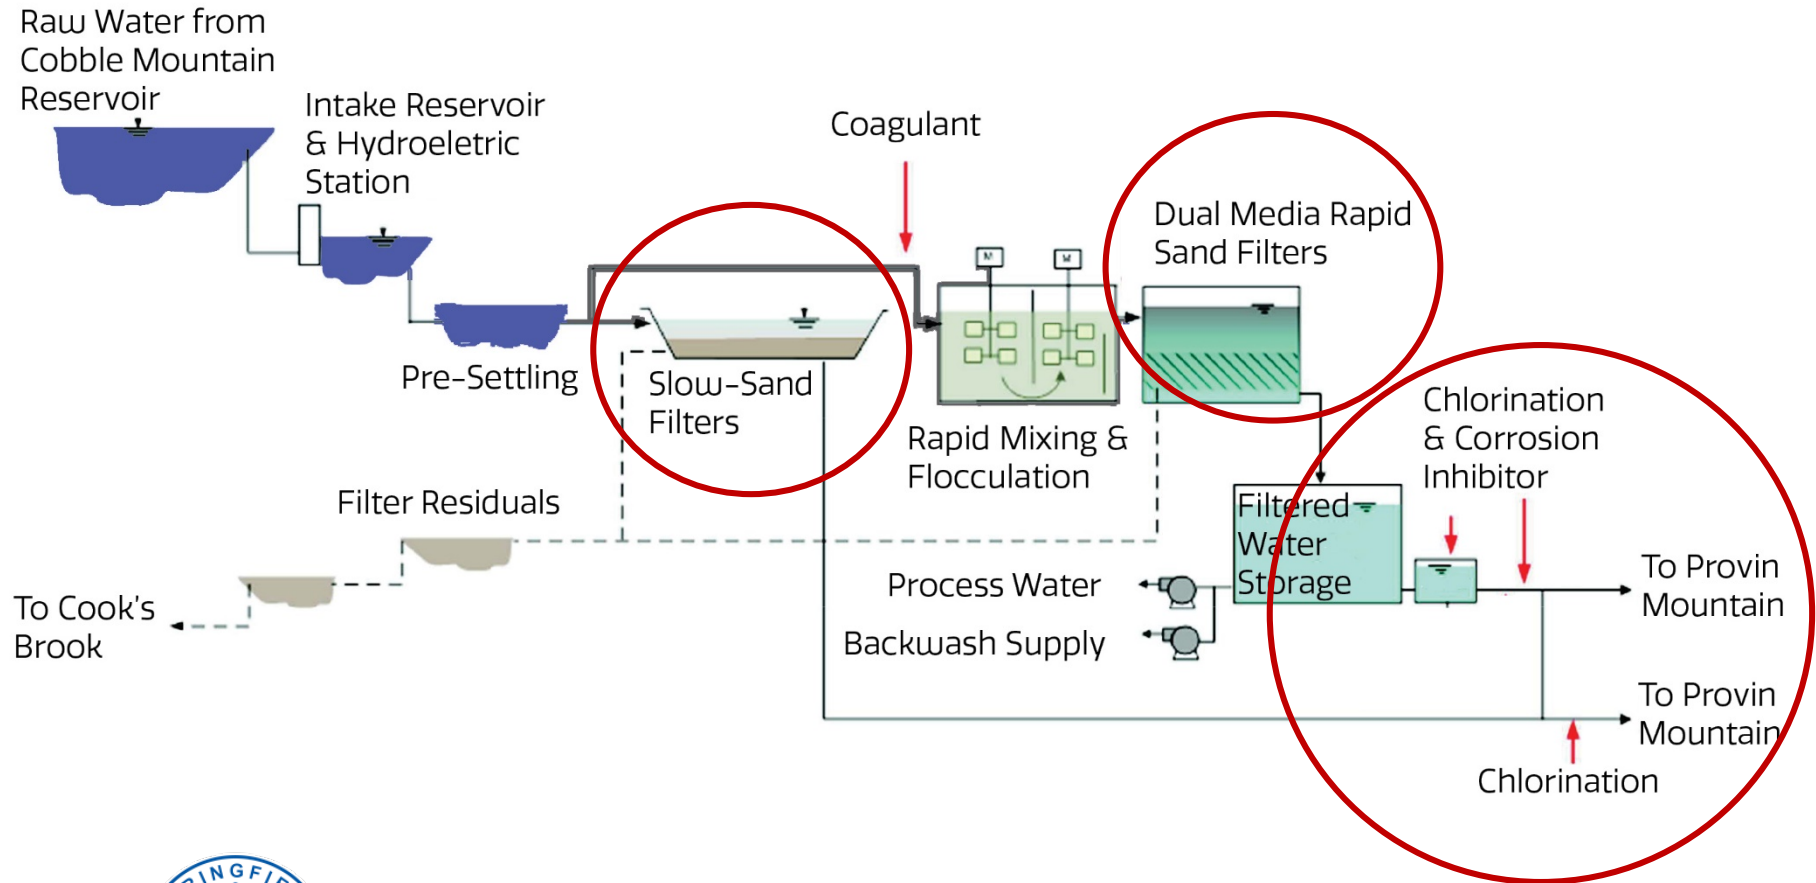 Raw Water from
Cobble Mountain
Reservoir
Intake Reservoir
& Hydroeletric
Station
Coagulant
Dual Media Rapid
Sand Filters
M
M
Pre-Settling
Slow-Sand
Filters
Rapid Mixing &
Flocculation
Chlorination
& Corrosion
Inhibitor
Filter Residuals
Filtered
Water
Storage
Process Water
Backwash Supply
To Cook's
Brook
To Provin
Mountain
To Provin
Mountain
Chlorination